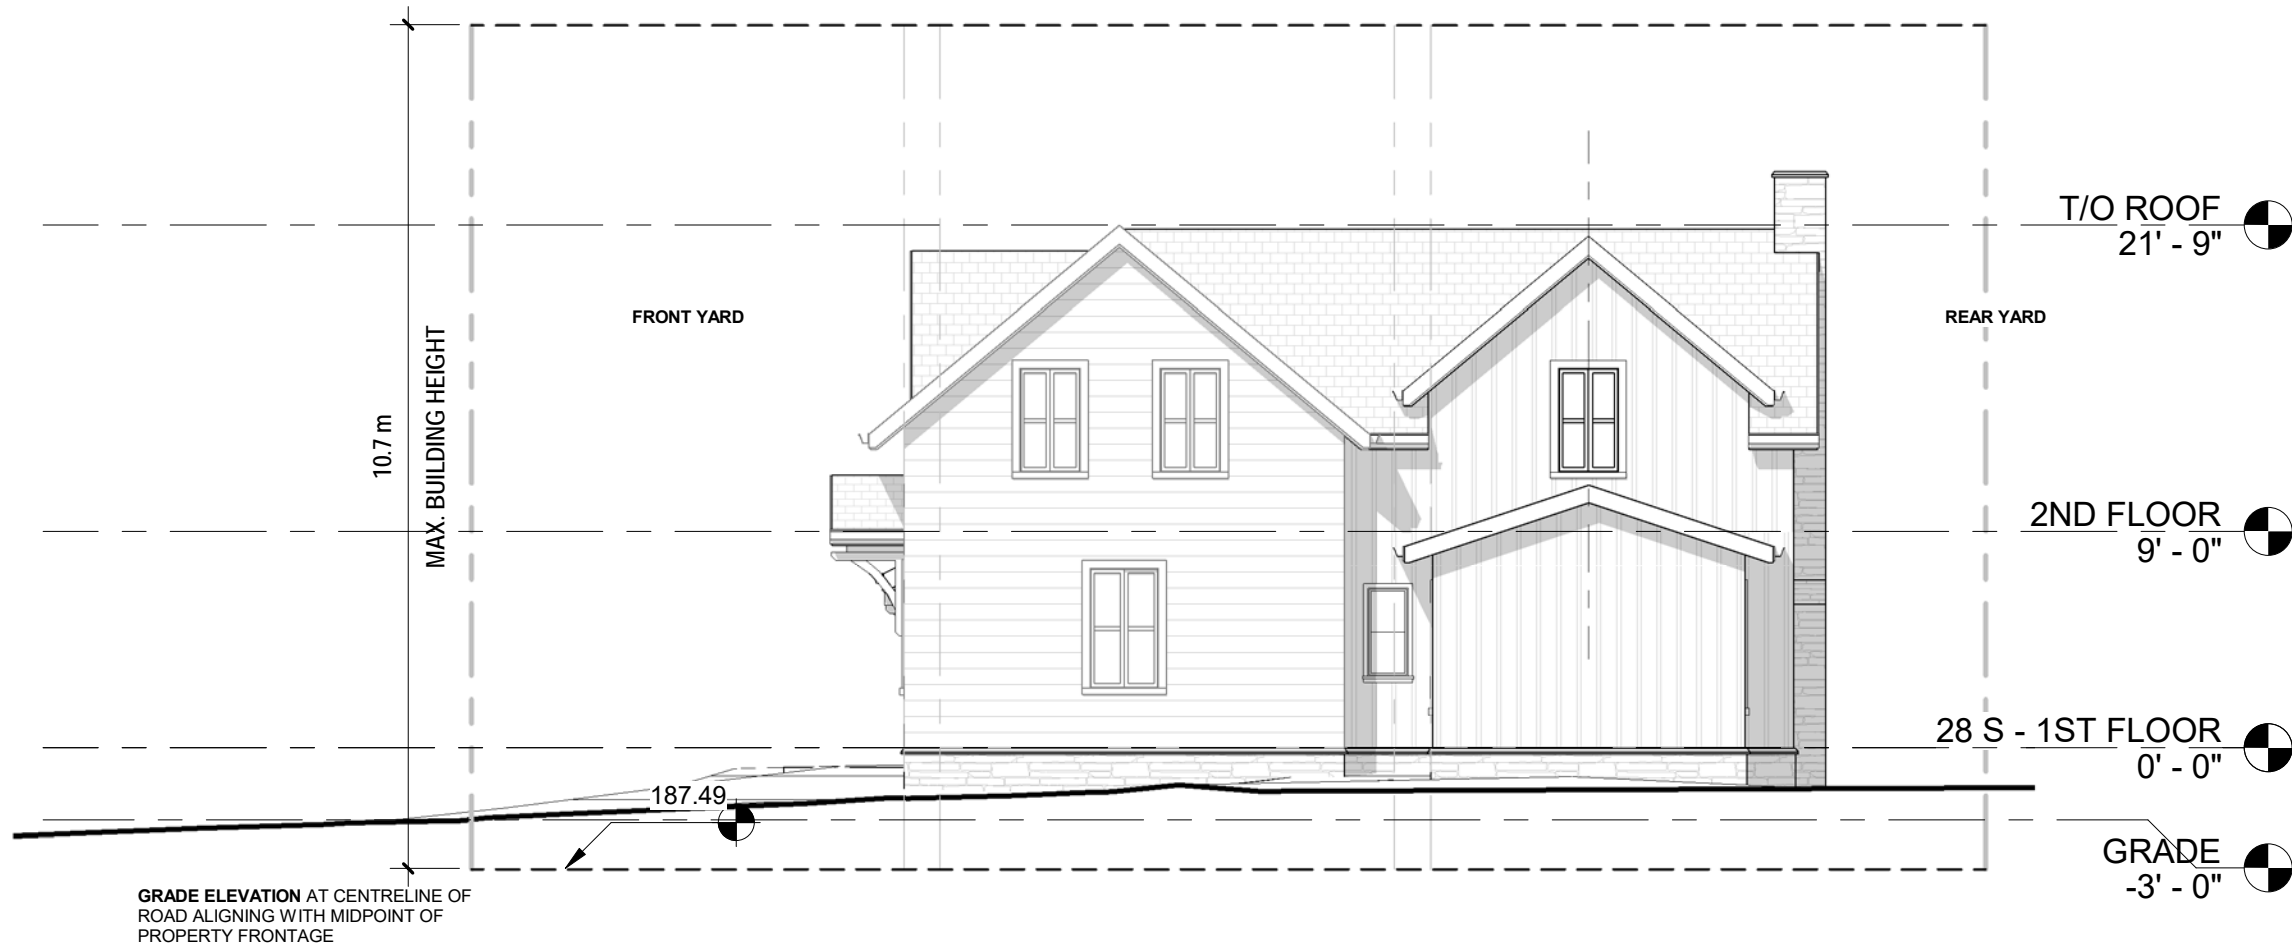 T/O ROOF
21' - 9"
FRONT YARD
REAR YARD
MAX. BUILDING HEIGHT
10.7 m
2ND FLOOR
9' - 0"
28 S - 1ST FLOOR
0' - 0"
187.49
GRADE
-3' - 0"
GRADE ELEVATION AT CENTRELINE OF
ROAD ALIGNING WITH MIDPOINT OF
PROPERTY FRONTAGE